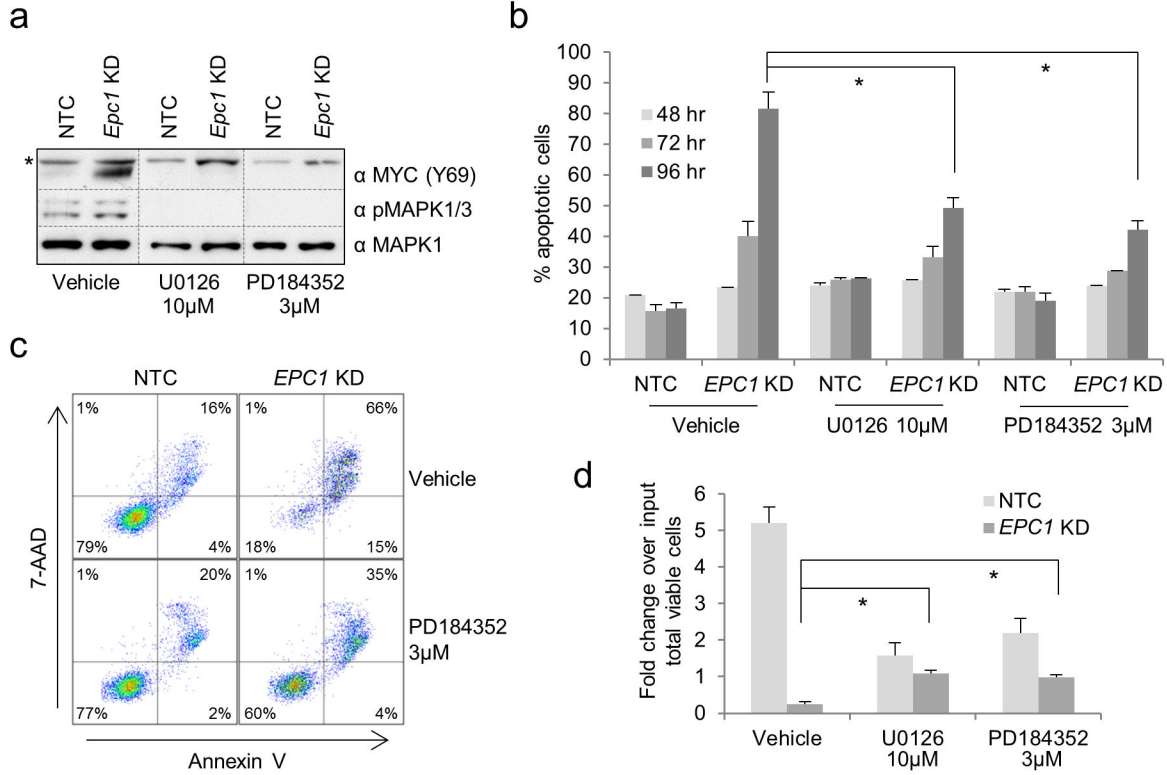 a
NTC
Epc1 KD
NTC
Epc1 KD
NTC
Epc1 KD
*
α MYC (Y69)
α pMAPK1/3
α MAPK1
Vehicle
U0126
10µM
PD184352
3µM
b
% apoptotic cells
100
90
80
70
60
50
40
30
20
10
0
48 hr
72 hr
96 hr
*
*
NTC
EPC1 KD
NTC
EPC1 KD
NTC
EPC1 KD
Vehicle
U0126 10µM
PD184352 3µM
c
NTC
EPC1 KD
1%
16%
79%
4%
1%
66%
18%
15%
Vehicle
1%
20%
77%
2%
1%
35%
60%
4%
PD184352
3µM
7-AAD
Annexin V
d
Fold change over input
total viable cells
6
5
4
3
2
1
0
NTC
EPC1 KD
*
*
Vehicle
U0126
10µM
PD184352
3µM